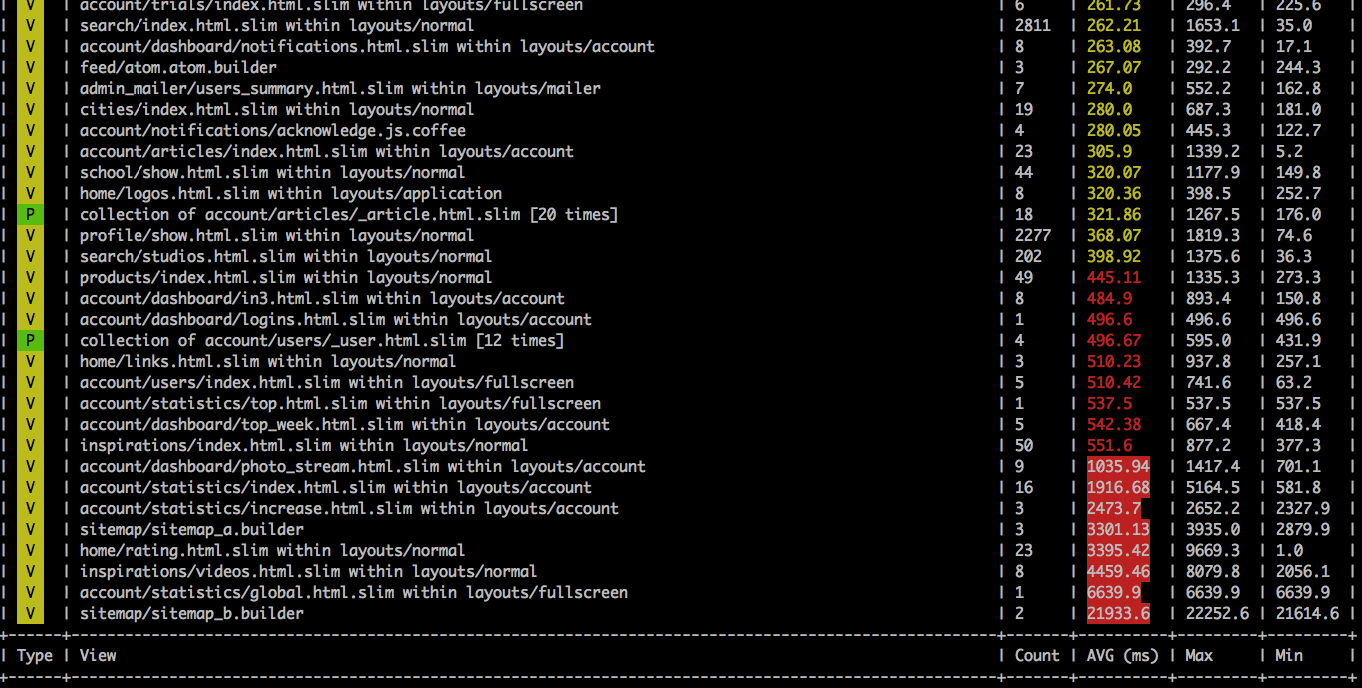 | V | account/trials/index.html.slim within layouts/fullscreen | 6 | 261.73 | 296.4 | 225.6 |
| V | search/index.html.slim within layouts/normal | 2811 | 262.21 | 1653.1 | 35.0 |
| V | account/dashboard/notifications.html.slim within layouts/account | 8 | 263.08 | 392.7 | 17.1 |
| V | feed/atom.atom.builder | 3 | 267.07 | 292.2 | 244.3 |
| V | admin_mailer/users_summary.html.slim within layouts/mailer | 7 | 274.0 | 552.2 | 162.8 |
| V | cities/index.html.slim within layouts/normal | 19 | 280.0 | 687.3 | 181.0 |
| V | account/notifications/acknowledge.js.coffee | 4 | 280.05 | 445.3 | 122.7 |
| V | account/articles/index.html.slim within layouts/account | 23 | 305.9 | 1339.2 | 5.2 |
| V | school/show.html.slim within layouts/normal | 44 | 320.07 | 1177.9 | 149.8 |
| V | home/logos.html.slim within layouts/application | 8 | 320.36 | 398.5 | 252.7 |
| P | collection of account/articles/_article.html.slim [20 times] | 18 | 321.86 | 1267.5 | 176.0 |
| V | profile/show.html.slim within layouts/normal | 2277 | 368.07 | 1819.3 | 74.6 |
| V | search/studios.html.slim within layouts/normal | 202 | 398.92 | 1375.6 | 36.3 |
| V | products/index.html.slim within layouts/normal | 49 | 445.11 | 1335.3 | 273.3 |
| V | account/dashboard/in3.html.slim within layouts/account | 8 | 484.9 | 893.4 | 150.8 |
| V | account/dashboard/logins.html.slim within layouts/account | 1 | 496.6 | 496.6 | 496.6 |
| P | collection of account/users/_user.html.slim [12 times] | 4 | 496.67 | 595.0 | 431.9 |
| V | home/links.html.slim within layouts/normal | 3 | 510.23 | 937.8 | 257.1 |
| V | account/users/index.html.slim within layouts/fullscreen | 5 | 510.42 | 741.6 | 63.2 |
| V | account/statistics/top.html.slim within layouts/fullscreen | 1 | 537.5 | 537.5 | 537.5 |
| V | account/dashboard/top_week.html.slim within layouts/account | 5 | 542.38 | 667.4 | 418.4 |
| V | inspirations/index.html.slim within layouts/normal | 50 | 551.6 | 877.2 | 377.3 |
| V | account/dashboard/photo_stream.html.slim within layouts/account | 9 | 1035.94 | 1417.4 | 701.1 |
| V | account/statistics/index.html.slim within layouts/account | 16 | 1916.68 | 5164.5 | 581.8 |
| V | account/statistics/increase.html.slim within layouts/account | 3 | 2473.7 | 2652.2 | 2327.9 |
| V | sitemap/sitemap_a.builder | 3 | 3301.13 | 3935.0 | 2879.9 |
| V | home/rating.html.slim within layouts/normal | 23 | 3395.42 | 9669.3 | 1.0 |
| V | inspirations/videos.html.slim within layouts/normal | 8 | 4459.46 | 8079.8 | 2056.1 |
| V | account/statistics/global.html.slim within layouts/fullscreen | 1 | 6639.9 | 6639.9 | 6639.9 |
| V | sitemap/sitemap_b.builder | 2 | 21933.6 | 22252.6 | 21614.6 |
| Type | View | Count | AVG (ms) | Max | Min |